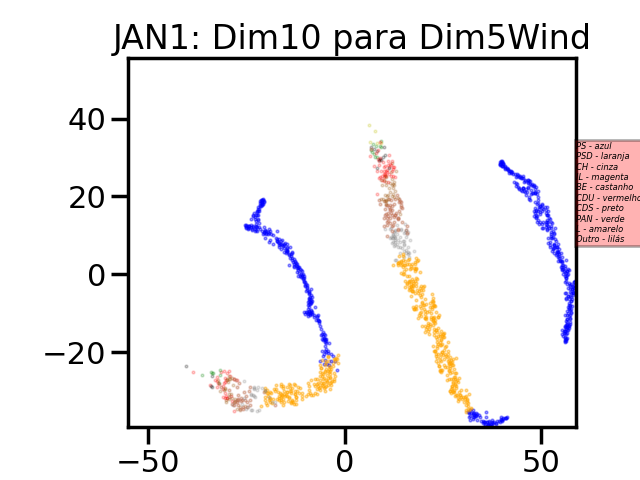 JAN1: Dim10 para Dim5Wind
40
20
0
−20
−50
0
50
PS - azul
PSD - laranja
CH - cinza
IL - magenta
BE - castanho
CDU - vermelho
CDS - preto
PAN - verde
L - amarelo
Outro - lilás